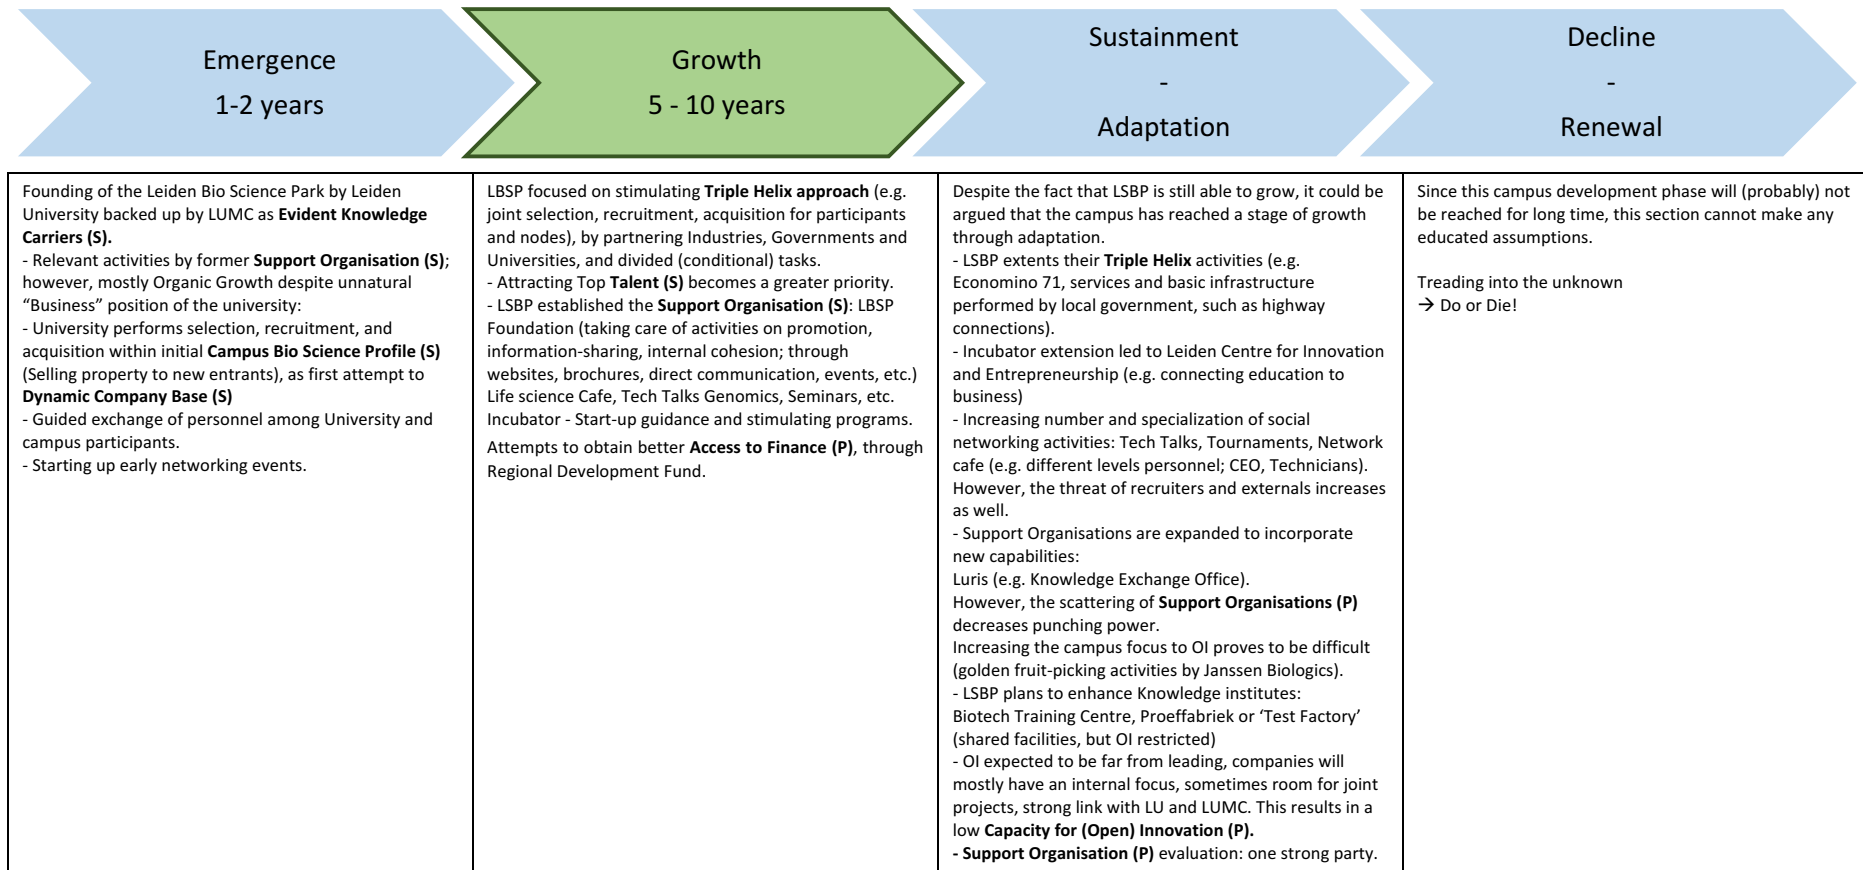 Emergence
1-2 years
Growth
5 - 10 years
Sustainment
-
Adaptation
Decline
-
Renewal
Founding of the Leiden Bio Science Park by Leiden
University backed up by LUMC as Evident Knowledge
Carriers (S).
- Relevant activities by former Support Organisation (S);
however, mostly Organic Growth despite unnatural
“Business” position of the university:
- University performs selection, recruitment, and
acquisition within initial Campus Bio Science Profile (S)
(Selling property to new entrants), as first attempt to
Dynamic Company Base (S)
- Guided exchange of personnel among University and
campus participants.
- Starting up early networking events.
LBSP focused on stimulating Triple Helix approach (e.g.
joint selection, recruitment, acquisition for participants
and nodes), by partnering Industries, Governments and
Universities, and divided (conditional) tasks.
- Attracting Top Talent (S) becomes a greater priority.
- LSBP established the Support Organisation (S): LBSP
Foundation (taking care of activities on promotion,
information-sharing, internal cohesion; through
websites, brochures, direct communication, events, etc.)
Life science Cafe, Tech Talks Genomics, Seminars, etc.
Incubator - Start-up guidance and stimulating programs.
Attempts to obtain better Access to Finance (P), through
Regional Development Fund.
Despite the fact that LSBP is still able to grow, it could be
argued that the campus has reached a stage of growth
through adaptation.
- LSBP extents their Triple Helix activities (e.g.
Economino 71, services and basic infrastructure
performed by local government, such as highway
connections).
- Incubator extension led to Leiden Centre for Innovation
and Entrepreneurship (e.g. connecting education to
business)
- Increasing number and specialization of social
networking activities: Tech Talks, Tournaments, Network
cafe (e.g. different levels personnel; CEO, Technicians).
However, the threat of recruiters and externals increases
as well.
- Support Organisations are expanded to incorporate
new capabilities:
Luris (e.g. Knowledge Exchange Office).
However, the scattering of Support Organisations (P)
decreases punching power.
Increasing the campus focus to OI proves to be difficult
(golden fruit-picking activities by Janssen Biologics).
- LSBP plans to enhance Knowledge institutes:
Biotech Training Centre, Proeffabriek or ‘Test Factory’
(shared facilities, but OI restricted)
- OI expected to be far from leading, companies will
mostly have an internal focus, sometimes room for joint
projects, strong link with LU and LUMC. This results in a
low Capacity for (Open) Innovation (P).
- Support Organisation (P) evaluation: one strong party.
Since this campus development phase will (probably) not
be reached for long time, this section cannot make any
educated assumptions.
Treading into the unknown
→ Do or Die!